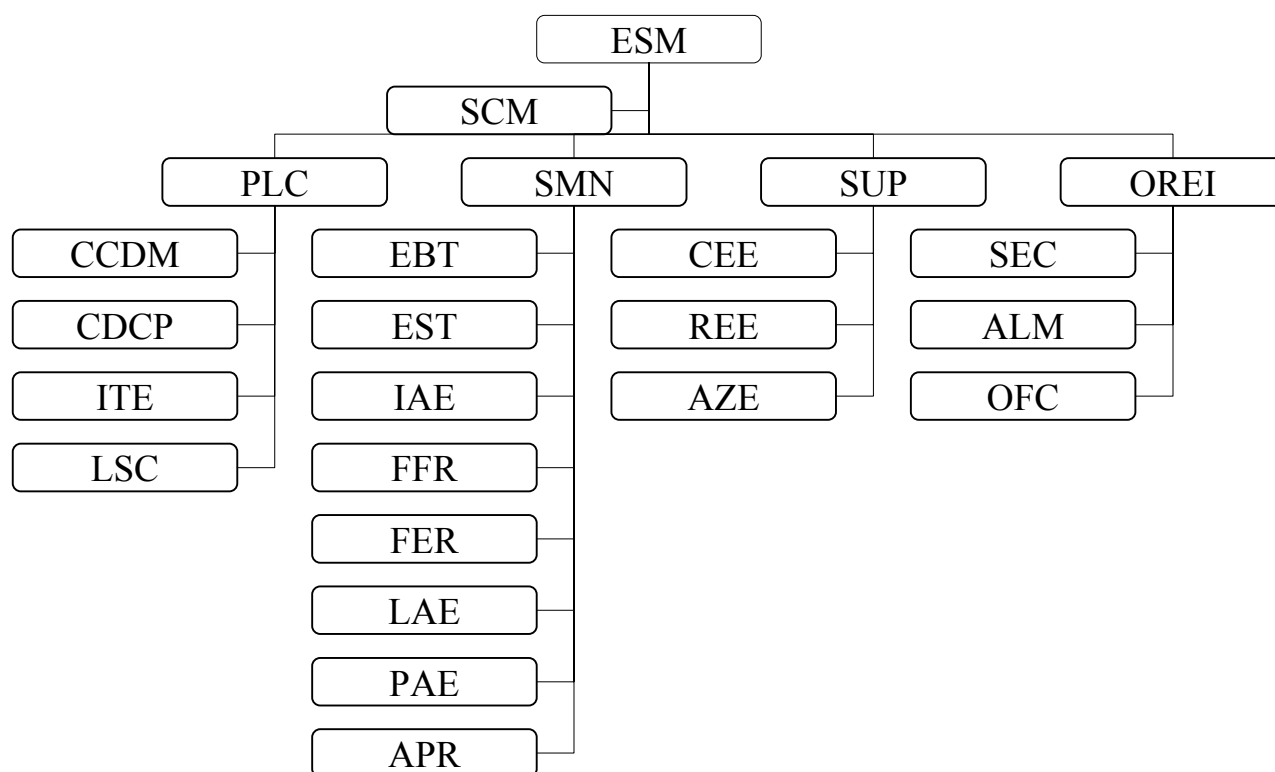 ESM
SCM
PLC
SMN
SUP
OREI
CCDM
EBT
CEE
SEC
CDCP
EST
REE
ALM
ITE
IAE
AZE
OFC
LSC
FFR
FER
LAE
PAE
APR